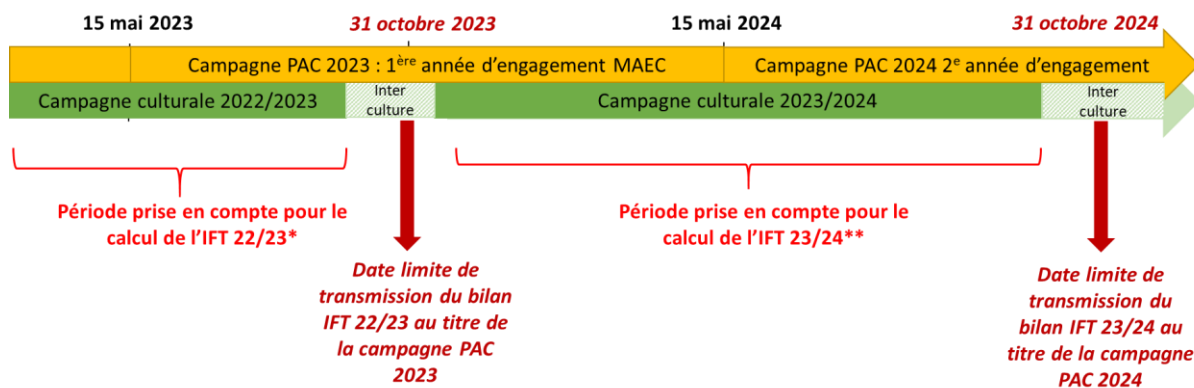 15 mai 2023
31 octobre 2023
15 mai 2024
31 octobre 2024
Campagne PAC 2023 : 1ère année d’engagement MAEC
Campagne PAC 2024 2e année d’engagement
Campagne culturale 2022/2023
Inter
culture
Campagne culturale 2023/2024
Inter
culture
Période prise en compte pour le
calcul de l’IFT 22/23*
Période prise en compte pour le
calcul de l’IFT 23/24**
Date limite de
transmission du bilan
IFT 22/23 au titre de
la campagne PAC
2023
Date limite de
transmission du
bilan IFT 23/24 au
titre de la campagne
PAC 2024